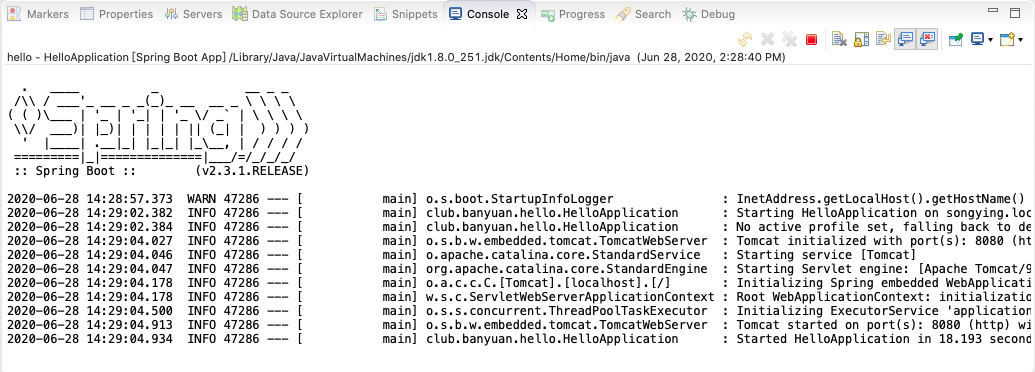 Markers Properties Servers Data Source Explorer Snippets Console Progress Search Debug
hello - HelloApplication [Spring Boot App] /Library/Java/JavaVirtualMachines/jdk1.8.0_251.jdk/Contents/Home/bin/java (Jun 28, 2020, 2:28:40 PM)
  .   ____          _            __ _ _
 /\\ / ___'_ __ _ _(_)_ __  __ _ \ \ \ \
( ( )\___ | '_ | '_| | '_ \/ _` | \ \ \ \
 \\/  ___)| |_)| | | | | || (_| |  ) ) ) )
  '  |____| .__|_| |_|_| |_\__, | / / / /
 =========|_|==============|___/=/_/_/_/
 :: Spring Boot ::        (v2.3.1.RELEASE)
2020-06-28 14:28:57.373  WARN 47286 --- [           main] o.s.boot.StartupInfoLogger               : InetAddress.getLocalHost().getHostName()
2020-06-28 14:29:02.382  INFO 47286 --- [           main] club.banyuan.hello.HelloApplication      : Starting HelloApplication on songying.loc
2020-06-28 14:29:02.384  INFO 47286 --- [           main] club.banyuan.hello.HelloApplication      : No active profile set, falling back to de
2020-06-28 14:29:04.027  INFO 47286 --- [           main] o.s.b.w.embedded.tomcat.TomcatWebServer  : Tomcat initialized with port(s): 8080 (ht
2020-06-28 14:29:04.046  INFO 47286 --- [           main] o.apache.catalina.core.StandardService   : Starting service [Tomcat]
2020-06-28 14:29:04.047  INFO 47286 --- [           main] org.apache.catalina.core.StandardEngine  : Starting Servlet engine: [Apache Tomcat/9
2020-06-28 14:29:04.178  INFO 47286 --- [           main] o.a.c.c.C.[Tomcat].[localhost].[/]       : Initializing Spring embedded WebApplicati
2020-06-28 14:29:04.178  INFO 47286 --- [           main] w.s.c.ServletWebServerApplicationContext : Root WebApplicationContext: initializatio
2020-06-28 14:29:04.500  INFO 47286 --- [           main] o.s.s.concurrent.ThreadPoolTaskExecutor  : Initializing ExecutorService 'application
2020-06-28 14:29:04.913  INFO 47286 --- [           main] o.s.b.w.embedded.tomcat.TomcatWebServer  : Tomcat started on port(s): 8080 (http) wi
2020-06-28 14:29:04.934  INFO 47286 --- [           main] club.banyuan.hello.HelloApplication      : Started HelloApplication in 18.193 second